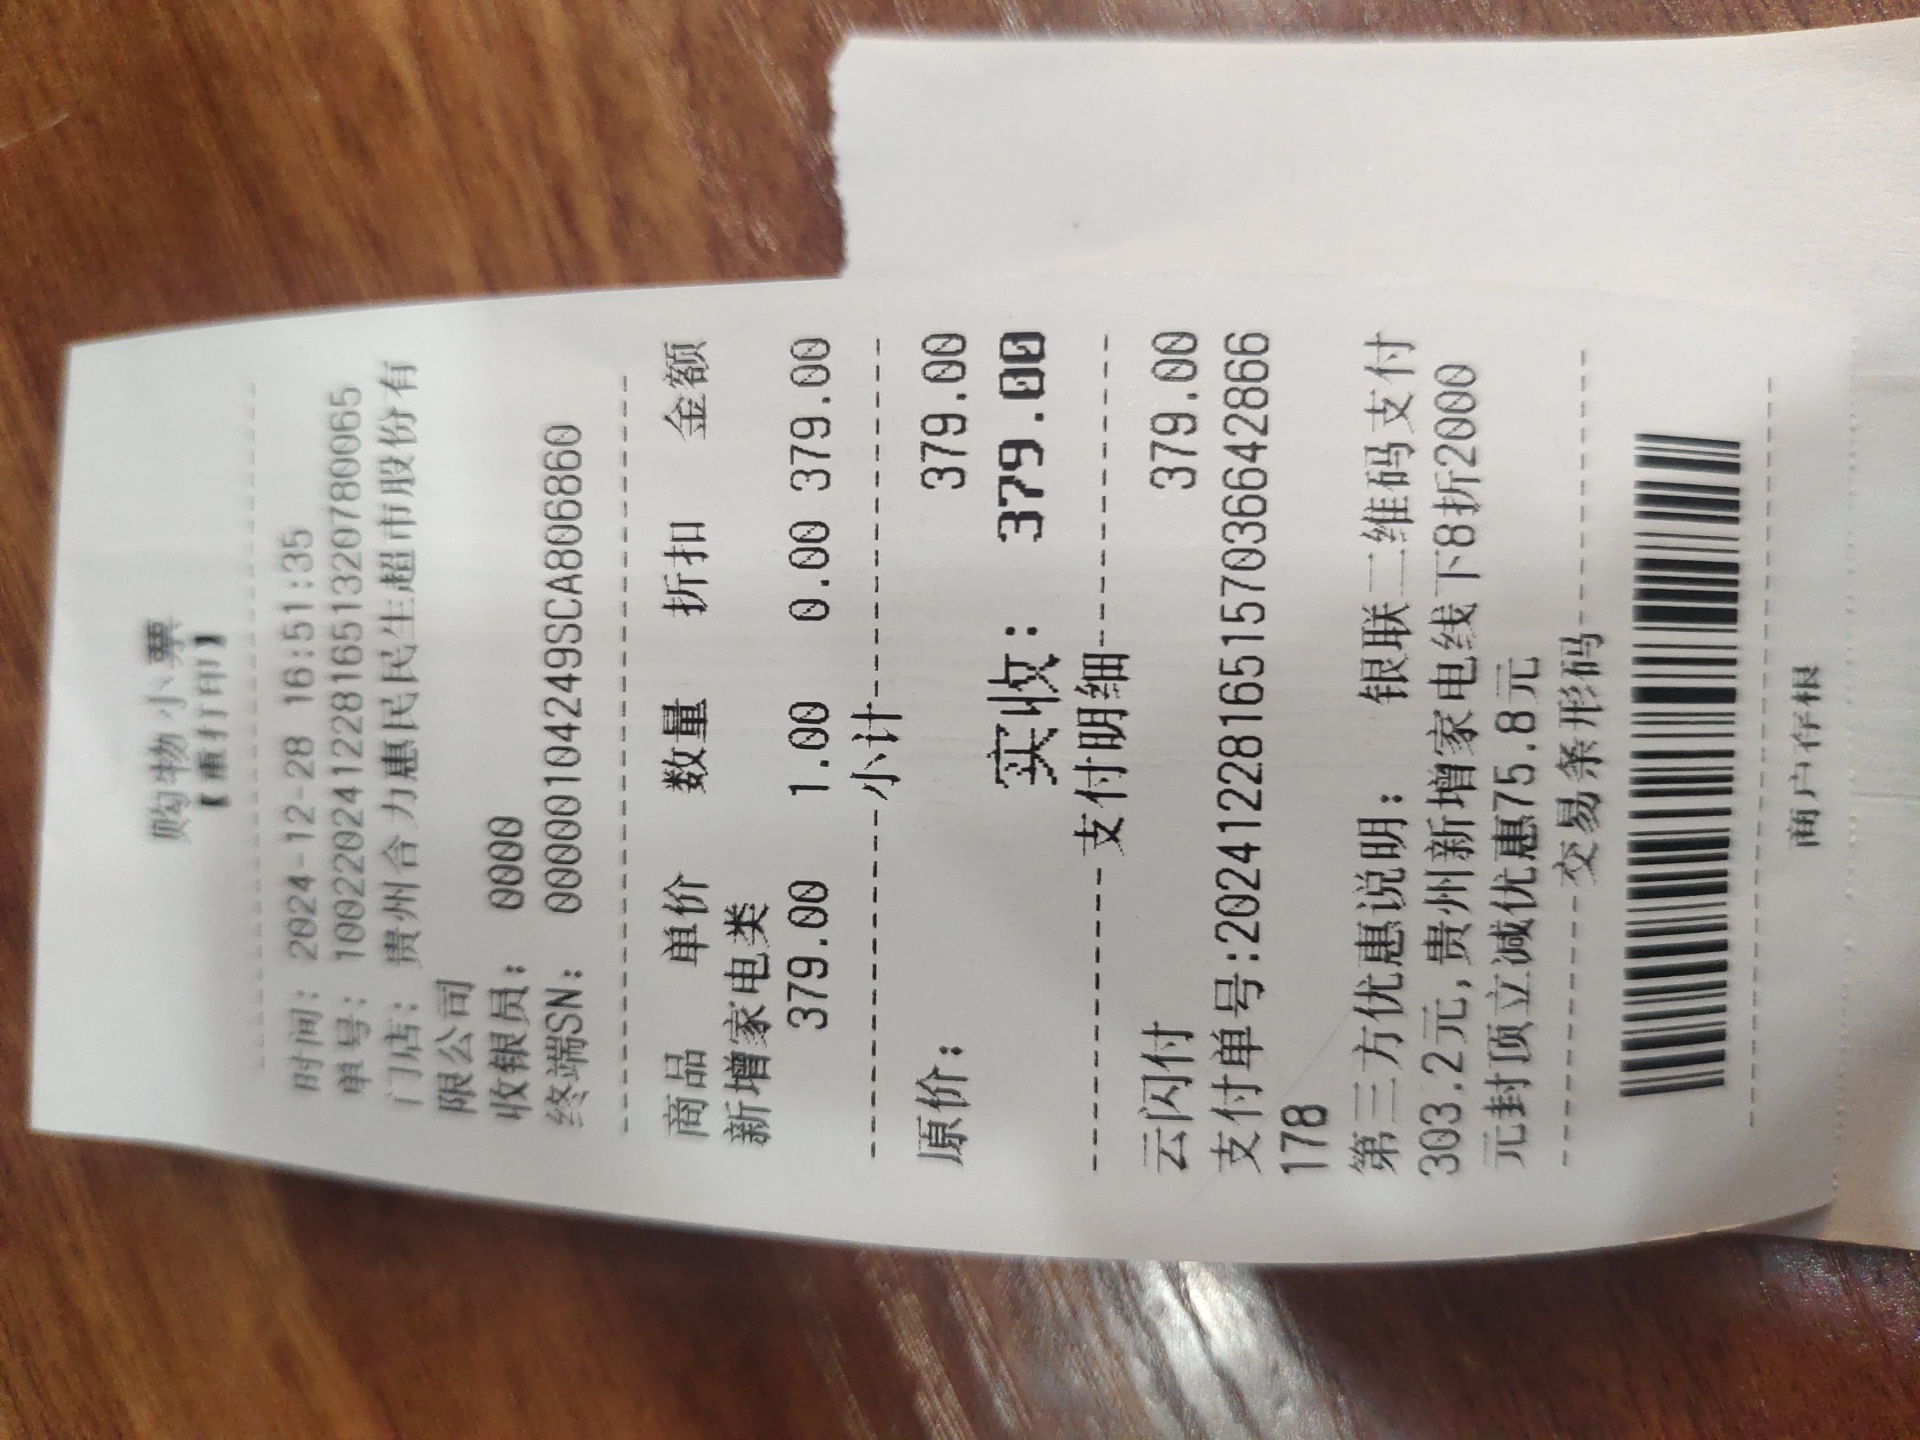 购物小票
【重打印】
时间: 2024-12-28 16:51:35
单号: 100220241228165132078 0065
门店: 贵州合力惠民民生超市股份有
限公司
收银员: 0000
终端SN: 00000104249SCA806860
商品 单价 数量 折扣 金额
新增家电类
379.00 1.00 0.00 379.00
小计
原价: 379.00
实收: 379.00
支付明细
云闪付 379.00
支付单号:202412281651570366428 66
178
第三方优惠说明: 银联二维码支付
303.2元,贵州新增家电线下8折2000
元封顶立减优惠75.8元
交易条形码
商户存根